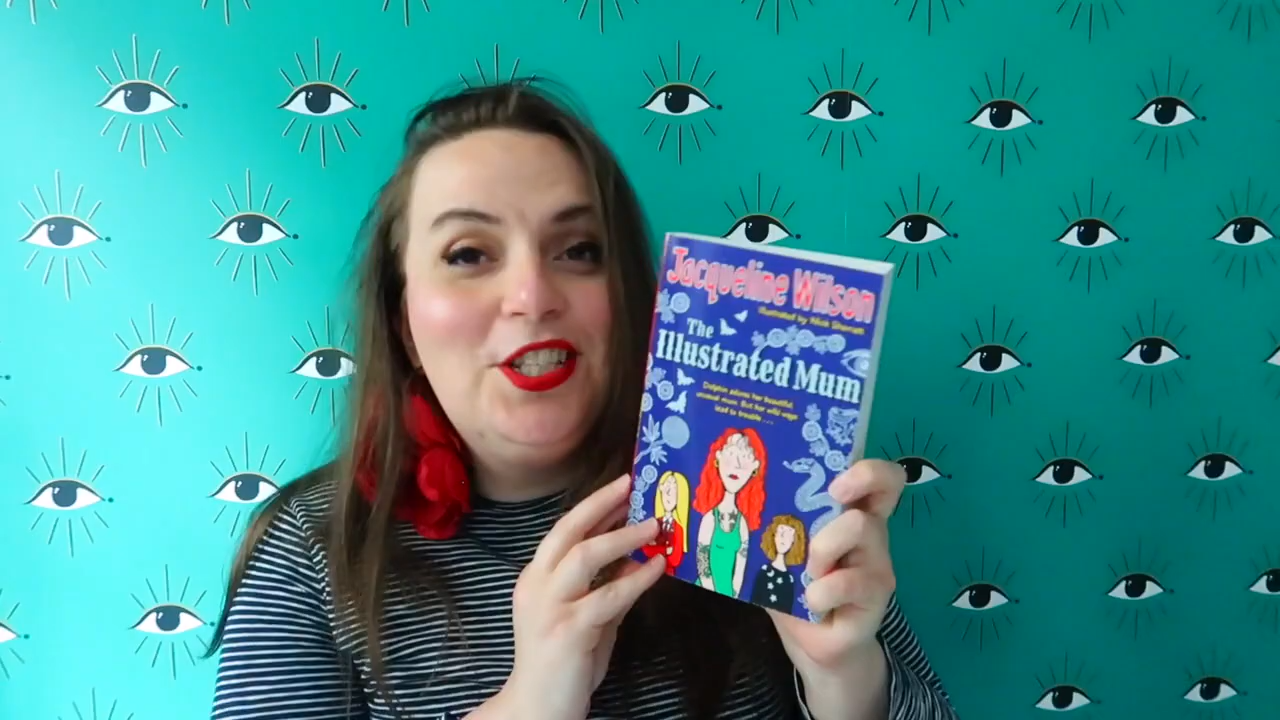 Jacqueline Wilson
Illustrated by Nick Sharratt
The
Illustrated Mum
Dolphin adores her beautiful,
unusual mum. But her wild ways
lead to trouble . . .